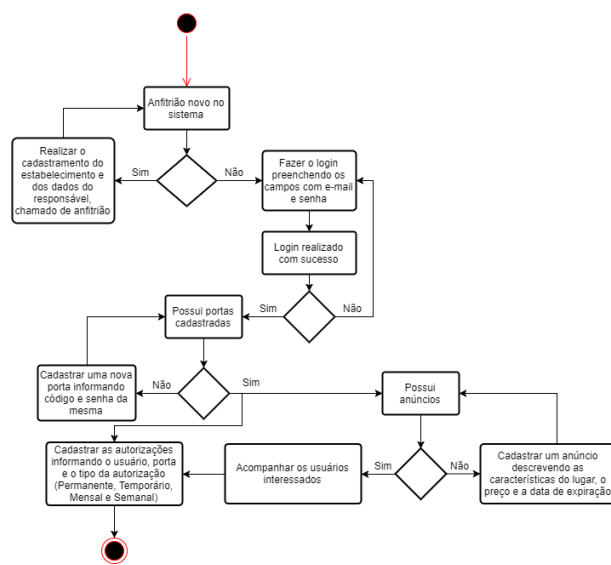 Anfitrião novo no
sistema
Realizar o
cadastramento do
estabelecimento e
dos dados do
responsável,
chamado de anfitrião
Sim
Não
Fazer o login
preenchendo os
campos com e-mail
e senha
Login realizado
com sucesso
Possui portas
cadastradas
Sim
Não
Cadastrar uma nova
porta informando
código e senha da
mesma
Não
Sim
Possui
anúncios
Cadastrar as autorizações
informando o usuário, porta
e o tipo da autorização
(Permanente, Temporário,
Mensal e Semanal)
Acompanhar os usuários
interessados
Sim
Não
Cadastrar um anúncio
descrevendo as
características do lugar, o
preço e a data de expiração